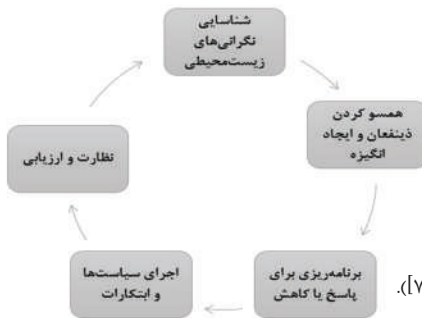 شناسایی
نگرانی‌های
زیست‌محیطی
همسو کردن
ذینفعان و ایجاد
انگیزه
برنامه‌ریزی برای
پاسخ یا کاهش
اجرای سیاست‌ها
و ابتکارات
نظارت و ارزیابی
[۷]).